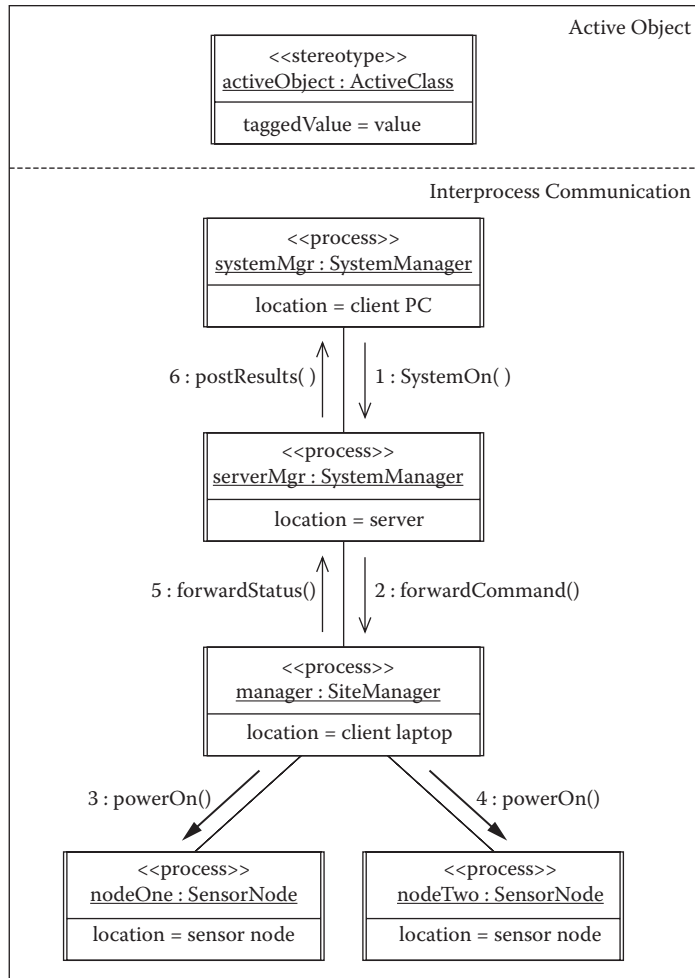 Active Object
<<stereotype>>
activeObject : ActiveClass
taggedValue = value
Interprocess Communication
<<process>>
systemMgr : SystemManager
location = client PC
6 : postResults( )
1 : SystemOn( )
<<process>>
serverMgr : SystemManager
location = server
5 : forwardStatus()
2 : forwardCommand()
<<process>>
manager : SiteManager
location = client laptop
3 : powerOn()
4 : powerOn()
<<process>>
nodeOne : SensorNode
location = sensor node
<<process>>
nodeTwo : SensorNode
location = sensor node